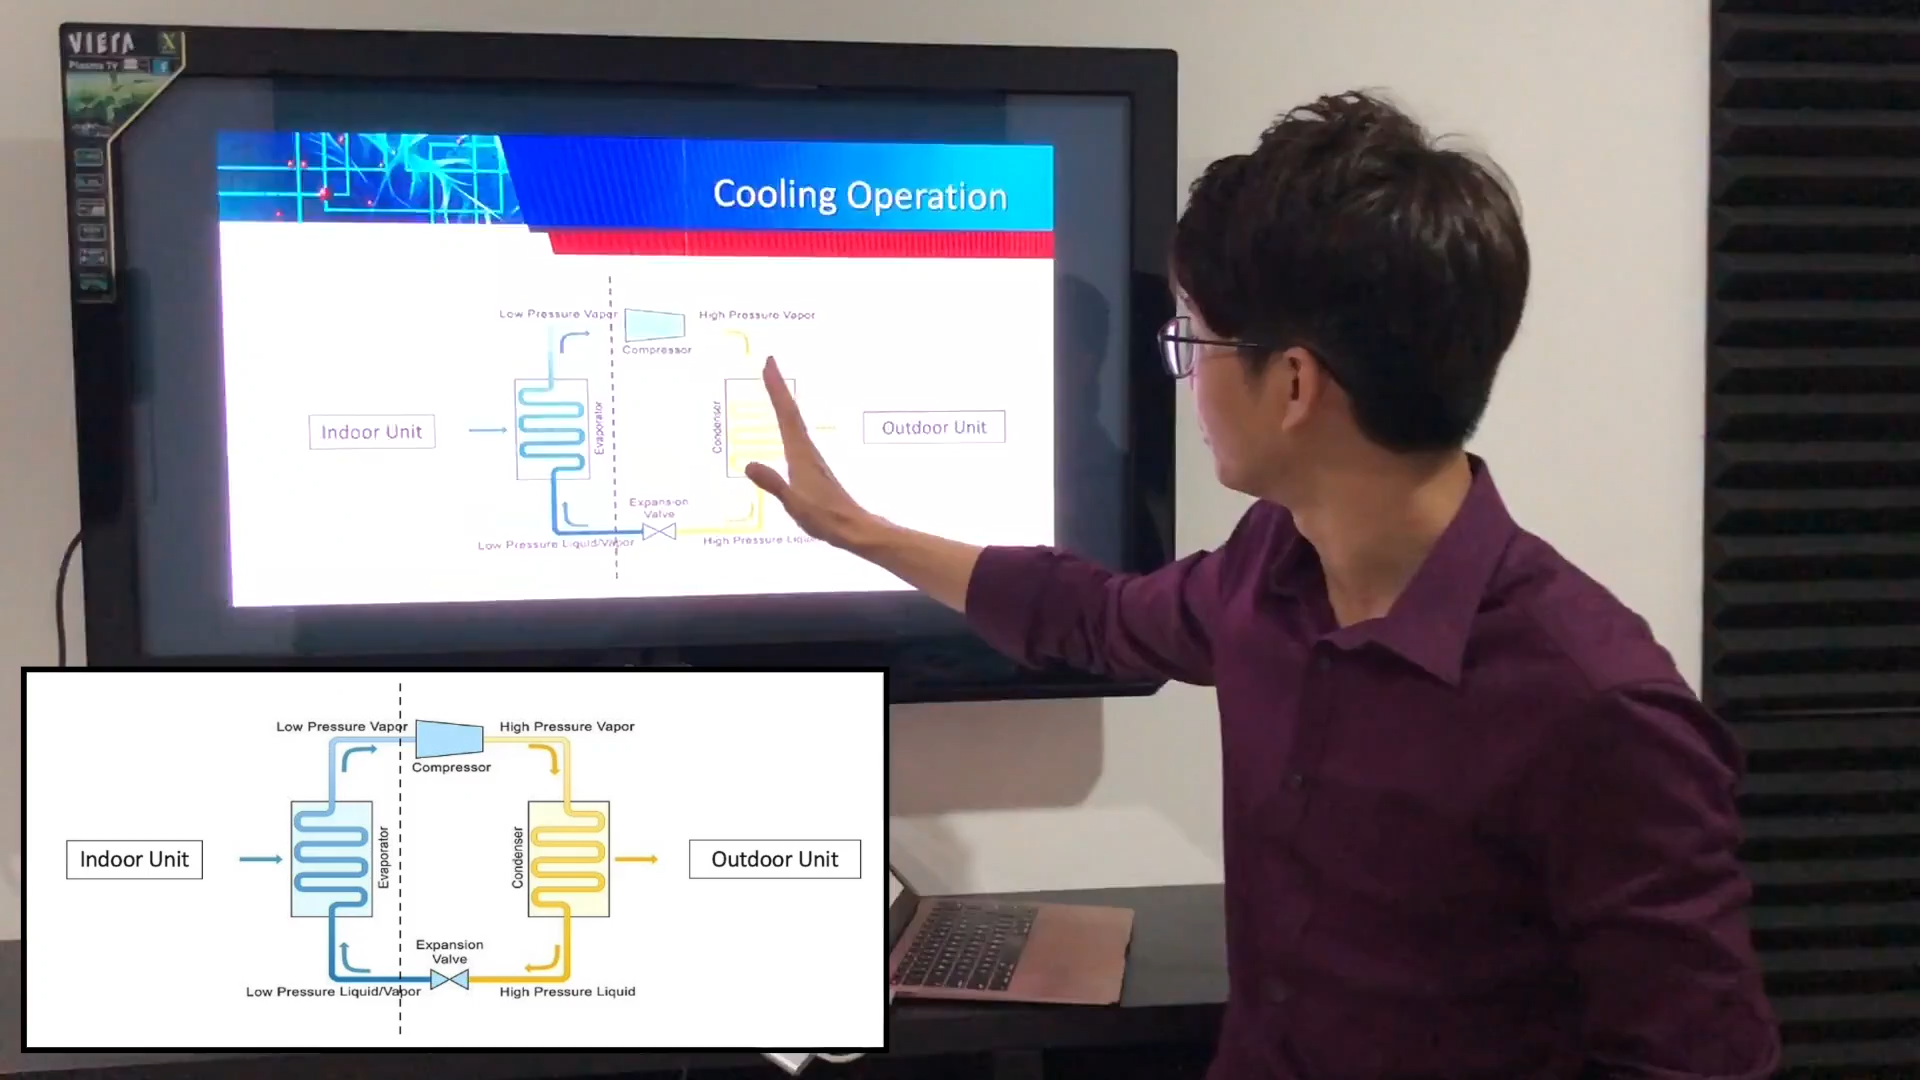 VIERA
X
Plasma TV
Cooling Operation
Low Pressure Vapor
High Pressure Vapor
Compressor
Indoor Unit
Evaporator
Condenser
Outdoor Unit
Expansion
Valve
Low Pressure Liquid/Vapor
High Pressure
Low Pressure Vapor
High Pressure Vapor
Compressor
Indoor Unit
Evaporator
Condenser
Outdoor Unit
Expansion
Valve
Low Pressure Liquid/Vapor
High Pressure Liquid